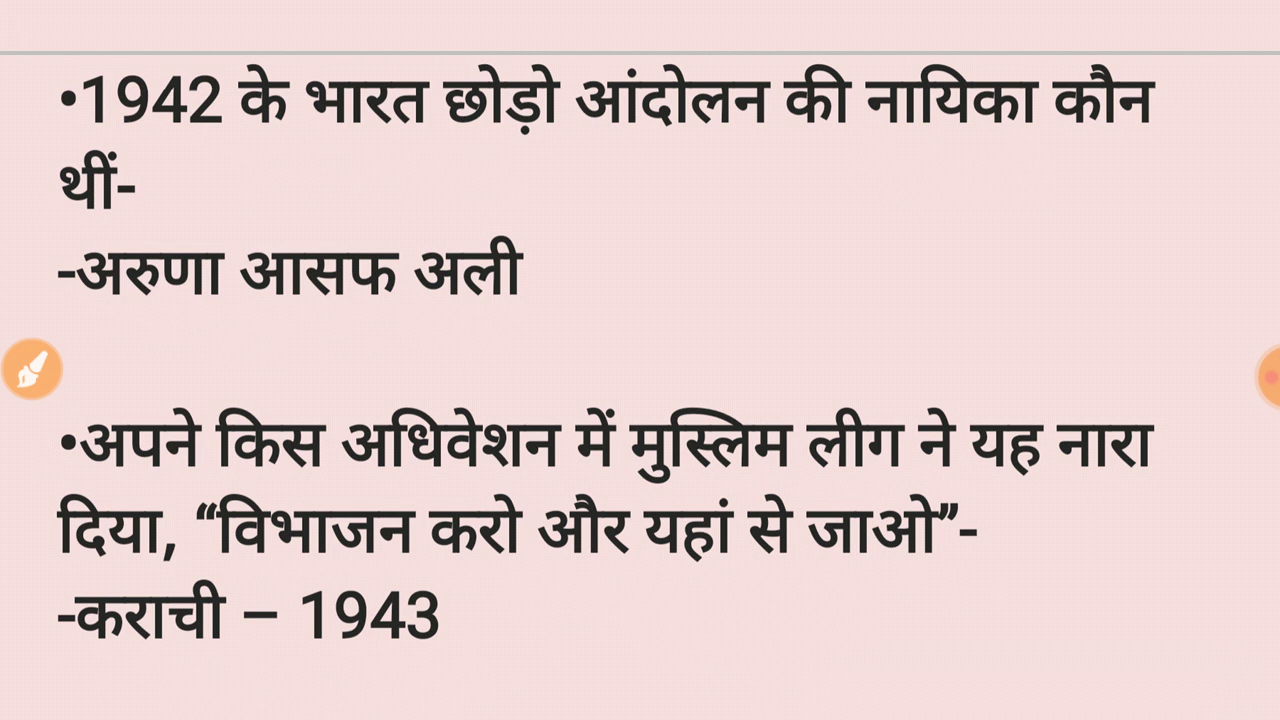 •1942 के भारत छोड़ो आंदोलन की नायिका कौन
थीं-
-अरुणा आसफ अली
•अपने किस अधिवेशन में मुस्लिम लीग ने यह नारा
दिया, “विभाजन करो और यहां से जाओ”-
-कराची – 1943